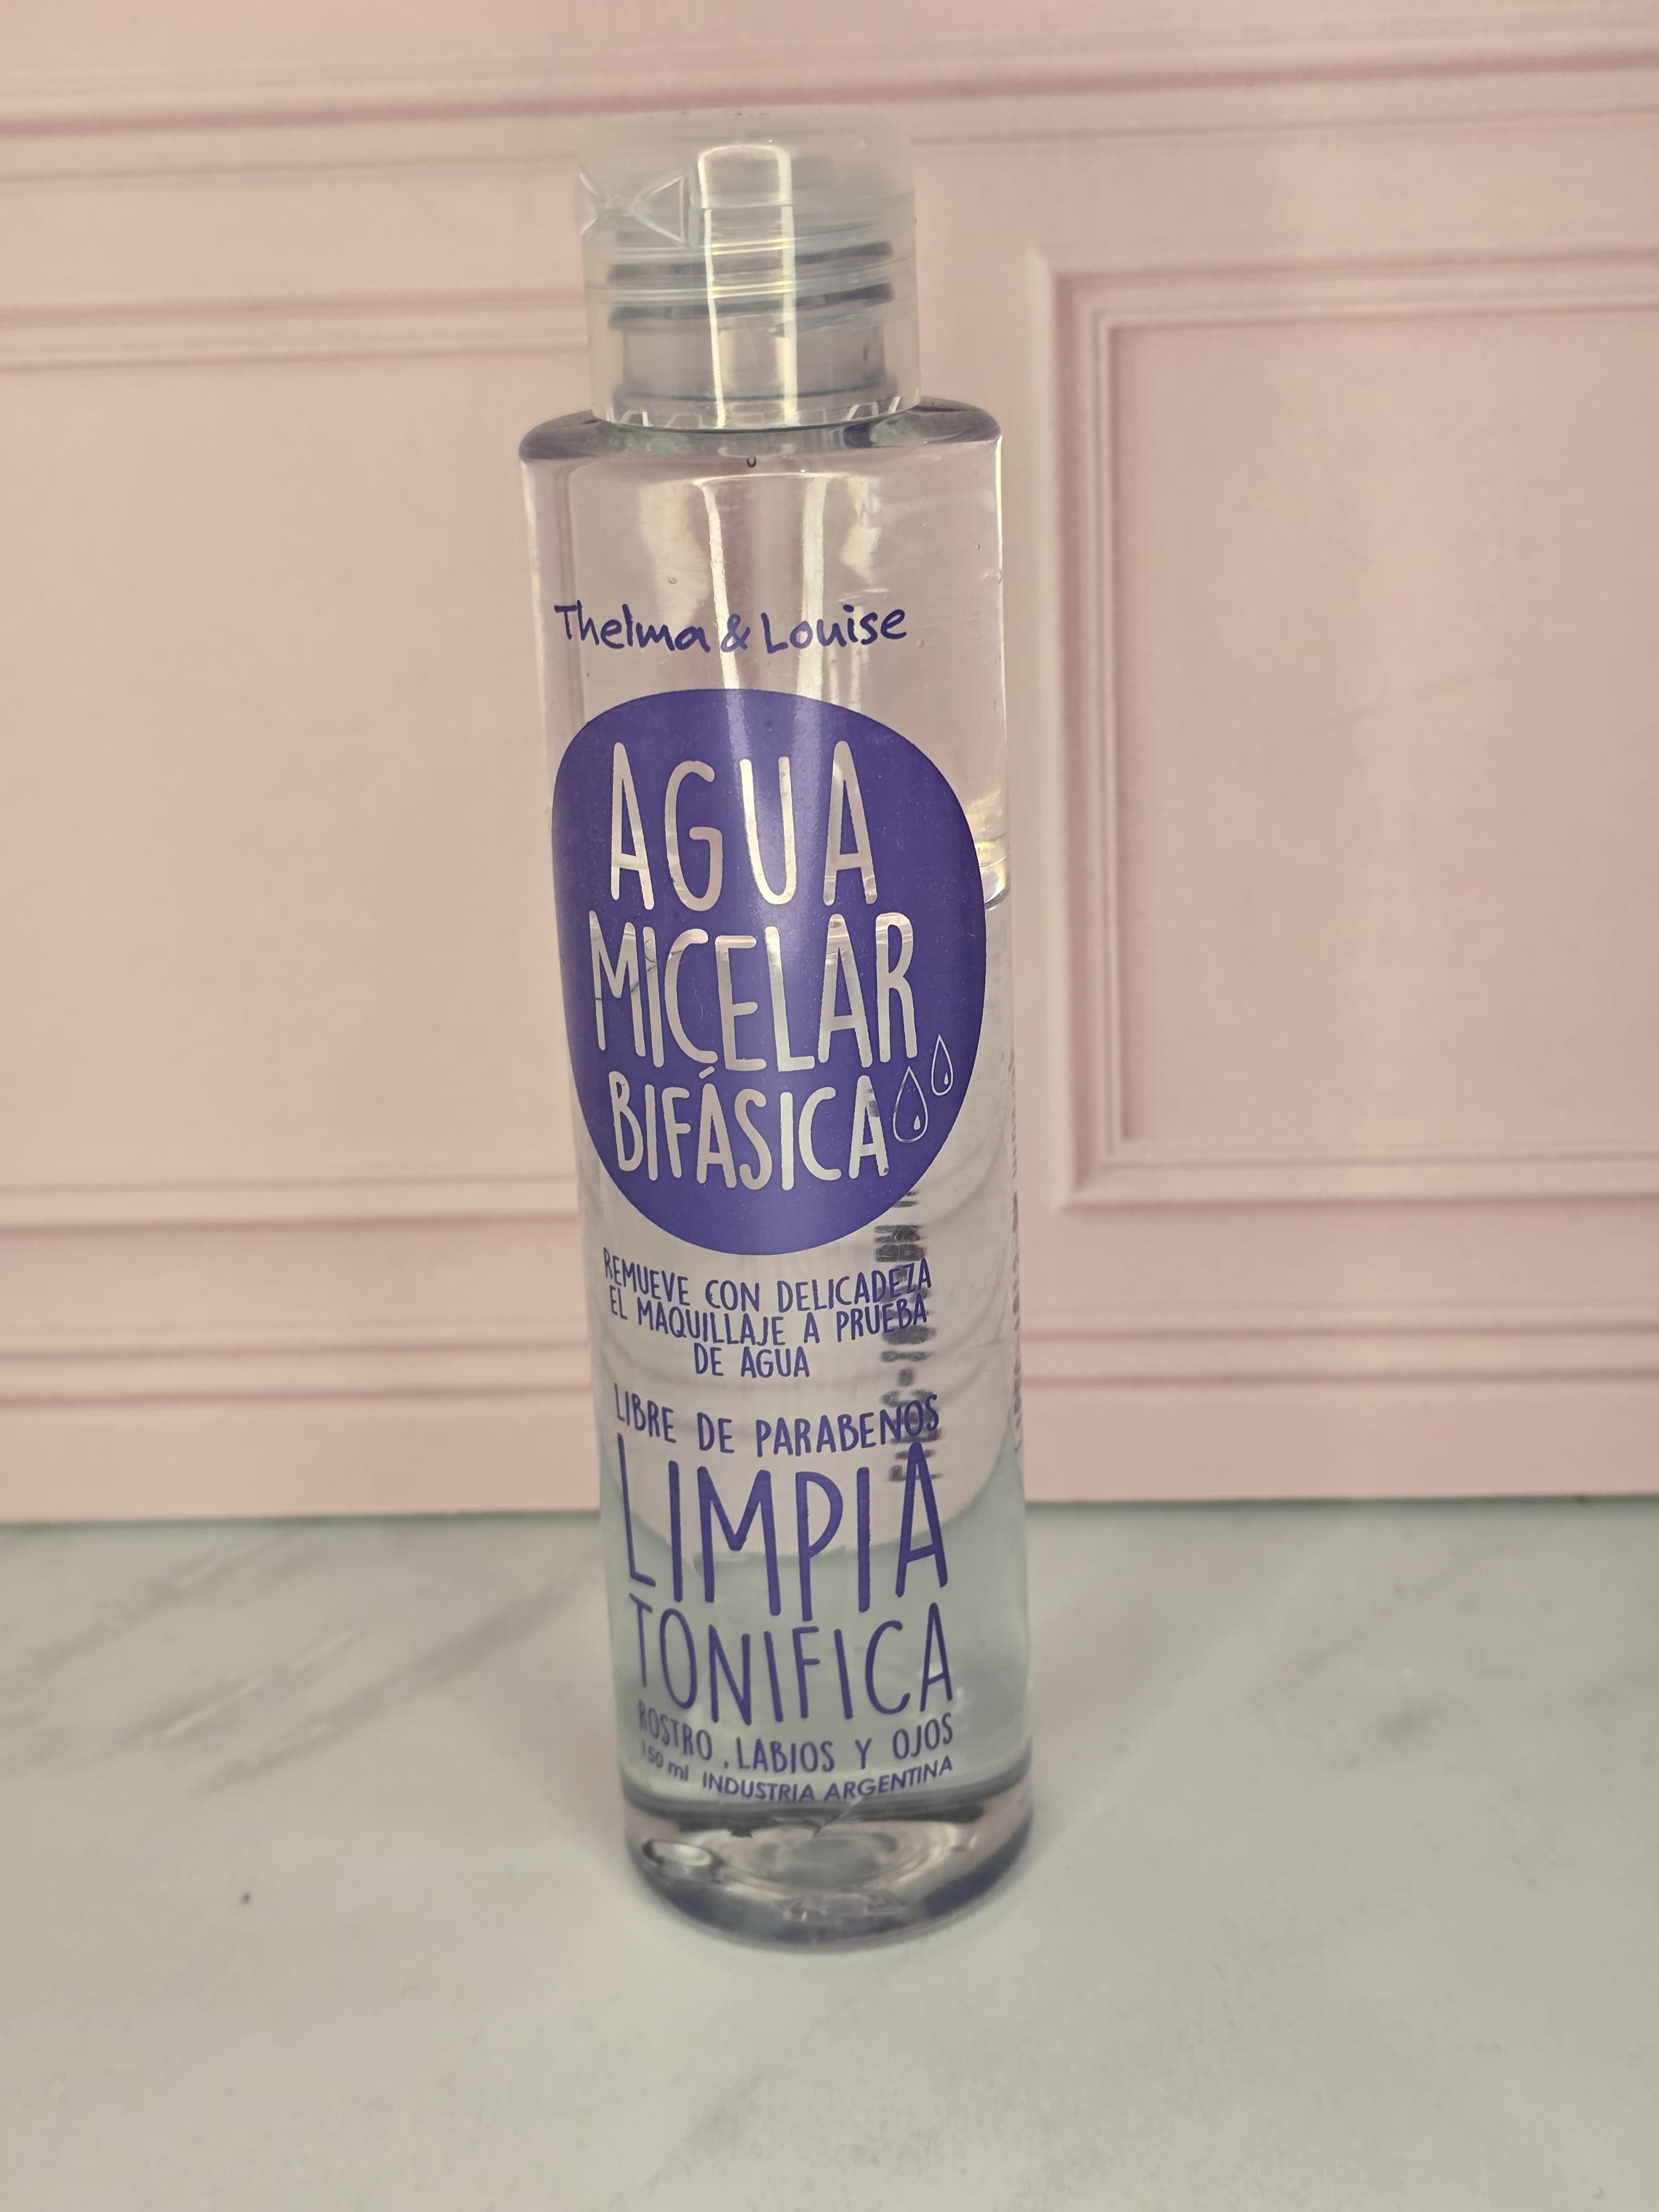 Thelma & Louise
AGUA
MICELAR
BIFÁSICA
REMUEVE CON DELICADEZA
EL MAQUILLAJE A PRUEBA
DE AGUA
LIBRE DE PARABENOS
LIMPIA
TONIFICA
ROSTRO, LABIOS Y OJOS
150 ml INDUSTRIA ARGENTINA